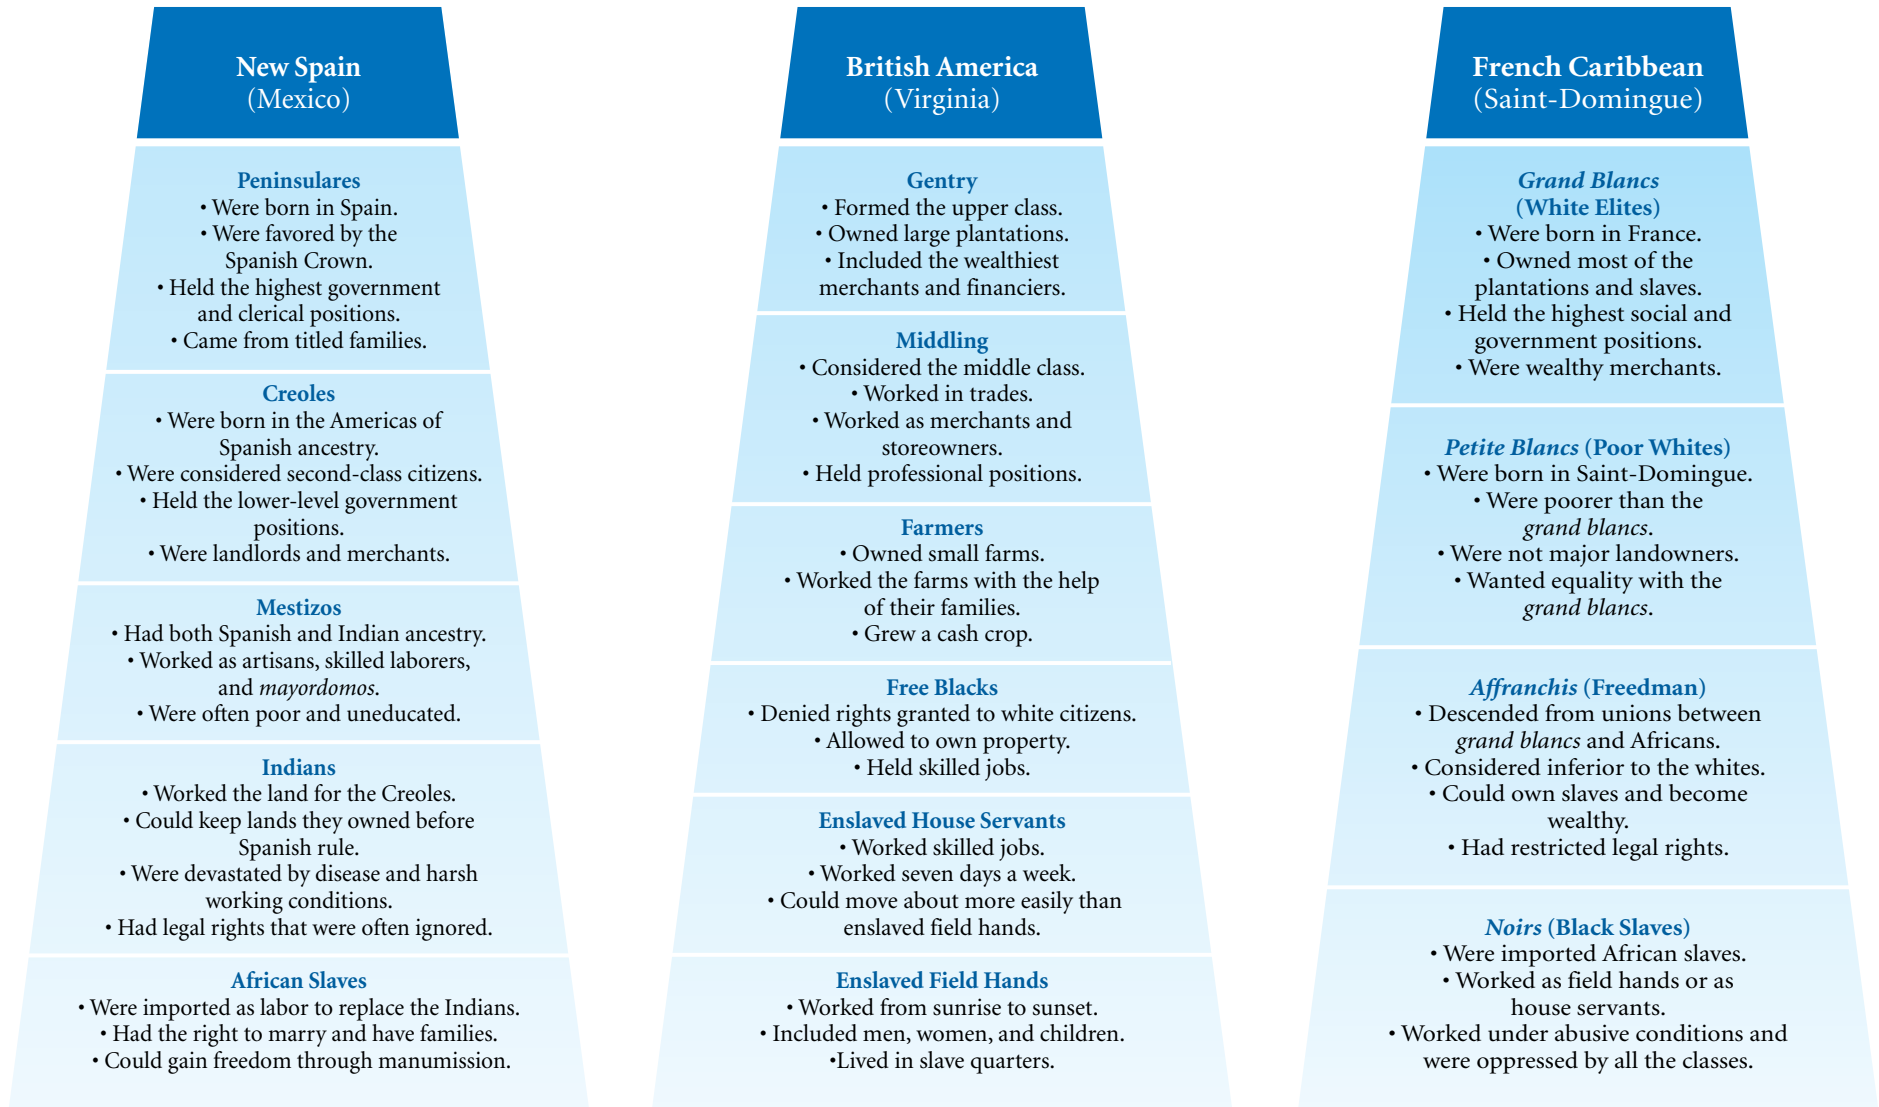 New Spain
(Mexico)
Peninsulares
• Were born in Spain.
• Were favored by the
Spanish Crown.
• Held the highest government
and clerical positions.
• Came from titled families.
Creoles
• Were born in the Americas of
Spanish ancestry.
• Were considered second-class citizens.
• Held the lower-level government
positions.
• Were landlords and merchants.
Mestizos
• Had both Spanish and Indian ancestry.
• Worked as artisans, skilled laborers,
and mayordomos.
• Were often poor and uneducated.
Indians
• Worked the land for the Creoles.
• Could keep lands they owned before
Spanish rule.
• Were devastated by disease and harsh
working conditions.
• Had legal rights that were often ignored.
African Slaves
• Were imported as labor to replace the Indians.
• Had the right to marry and have families.
• Could gain freedom through manumission.
British America
(Virginia)
Gentry
• Formed the upper class.
• Owned large plantations.
• Included the wealthiest
merchants and financiers.
Middling
• Considered the middle class.
• Worked in trades.
• Worked as merchants and
storeowners.
• Held professional positions.
Farmers
• Owned small farms.
• Worked the farms with the help
of their families.
• Grew a cash crop.
Free Blacks
• Denied rights granted to white citizens.
• Allowed to own property.
• Held skilled jobs.
Enslaved House Servants
• Worked skilled jobs.
• Worked seven days a week.
• Could move about more easily than
enslaved field hands.
Enslaved Field Hands
• Worked from sunrise to sunset.
• Included men, women, and children.
•Lived in slave quarters.
French Caribbean
(Saint-Domingue)
Grand Blancs
(White Elites)
• Were born in France.
• Owned most of the
plantations and slaves.
• Held the highest social and
government positions.
• Were wealthy merchants.
Petite Blancs (Poor Whites)
• Were born in Saint-Domingue.
• Were poorer than the
grand blancs.
• Were not major landowners.
• Wanted equality with the
grand blancs.
Affranchis (Freedman)
• Descended from unions between
grand blancs and Africans.
• Considered inferior to the whites.
• Could own slaves and become
wealthy.
• Had restricted legal rights.
Noirs (Black Slaves)
• Were imported African slaves.
• Worked as field hands or as
house servants.
• Worked under abusive conditions and
were oppressed by all the classes.